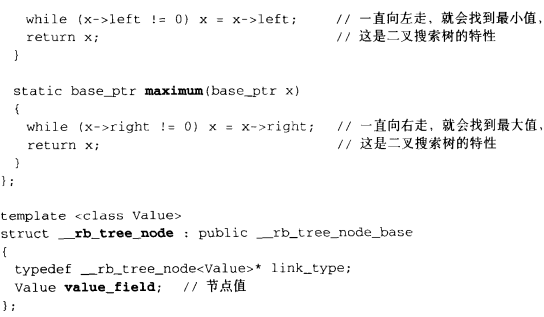 while (x->left != 0) x = x->left;     // 一直向左走，就会找到最小值，
return x;                             // 这是二叉搜索树的特性
}
static base_ptr maximum(base_ptr x)
{
while (x->right != 0) x = x->right;   // 一直向右走，就会找到最大值，
return x;                             // 这是二叉搜索树的特性
}
};
template <class Value>
struct __rb_tree_node : public __rb_tree_node_base
{
typedef __rb_tree_node<Value>* link_type;
Value value_field;   // 节点值
};